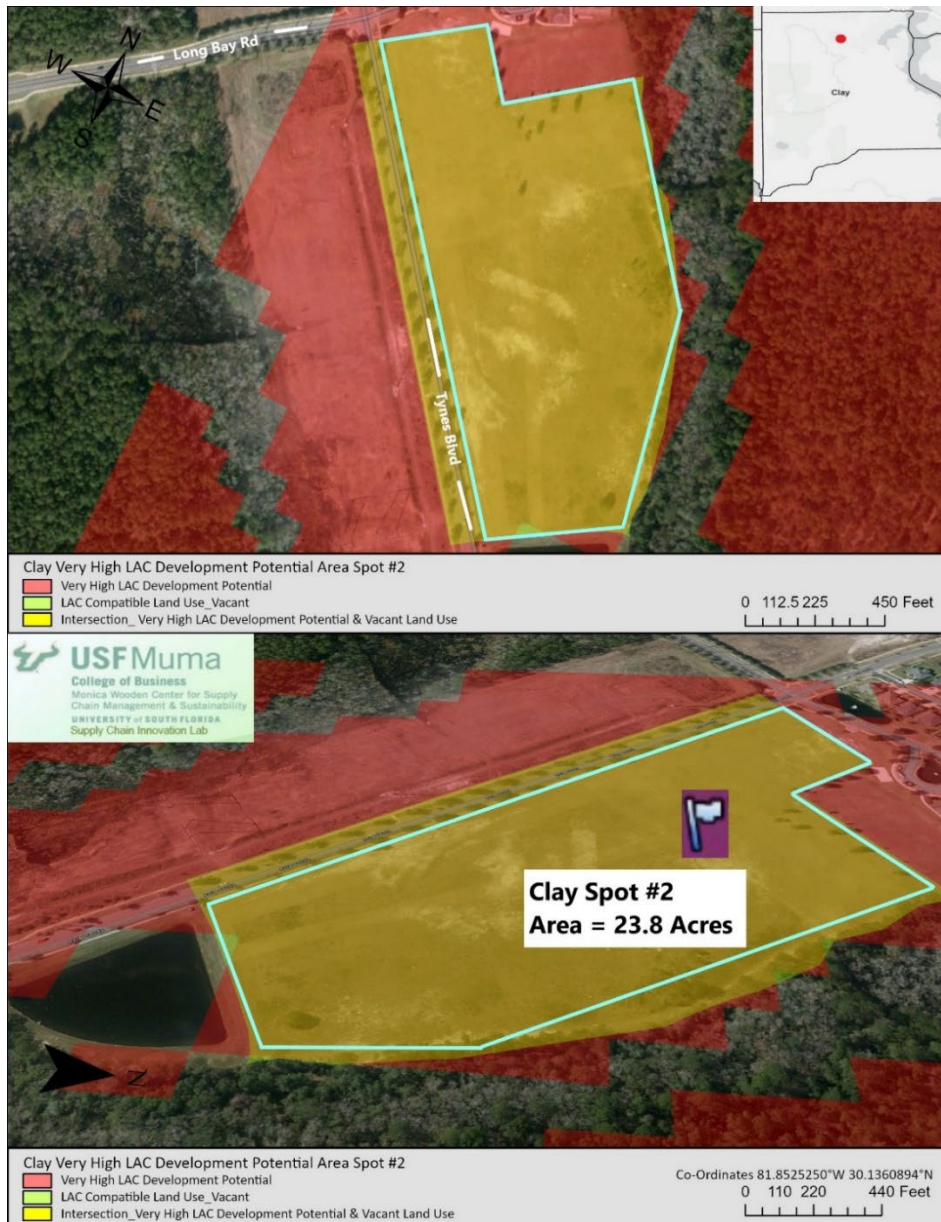 Long Bay Rd
N
W
E
S
Clay
Tynes Blvd
Clay Very High LAC Development Potential Area Spot #2
Very High LAC Development Potential
LAC Compatible Land Use_Vacant
Intersection_ Very High LAC Development Potential & Vacant Land Use
0 112.5 225 450 Feet
USF Muma
College of Business
Monica Wooden Center for Supply
Chain Management & Sustainability
UNIVERSITY of SOUTH FLORIDA
Supply Chain Innovation Lab
Clay Spot #2
Area = 23.8 Acres
N
Clay Very High LAC Development Potential Area Spot #2
Very High LAC Development Potential
LAC Compatible Land Use_Vacant
Intersection_Very High LAC Development Potential & Vacant Land Use
Co-Ordinates 81.8525250°W 30.1360894°N
0 110 220 440 Feet